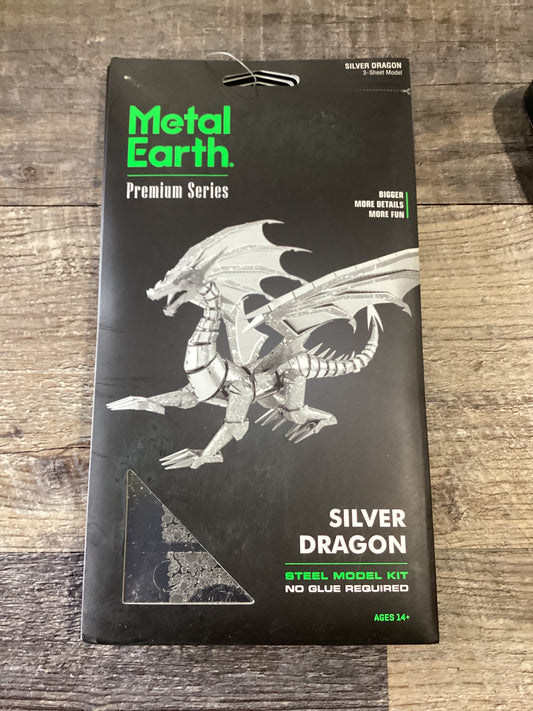 SILVER DRAGON
3-Sheet Model
Metal
Earth®
Premium Series
BIGGER
MORE DETAILS
MORE FUN
SILVER
DRAGON
STEEL MODEL KIT
NO GLUE REQUIRED
AGES 14+